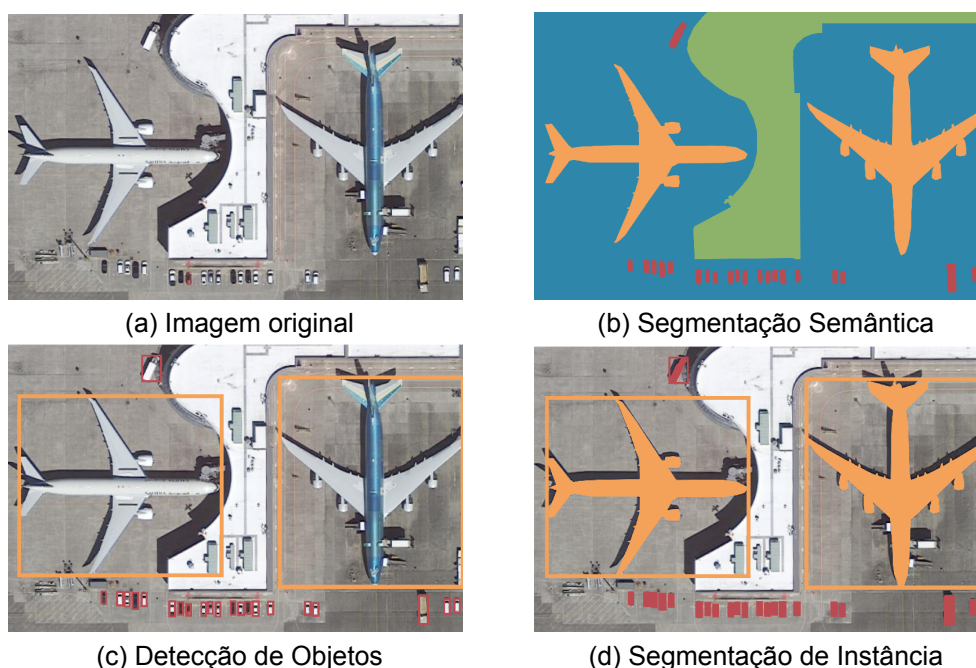 (a) Imagem original
(b) Segmentação Semântica
(c) Detecção de Objetos
(d) Segmentação de Instância